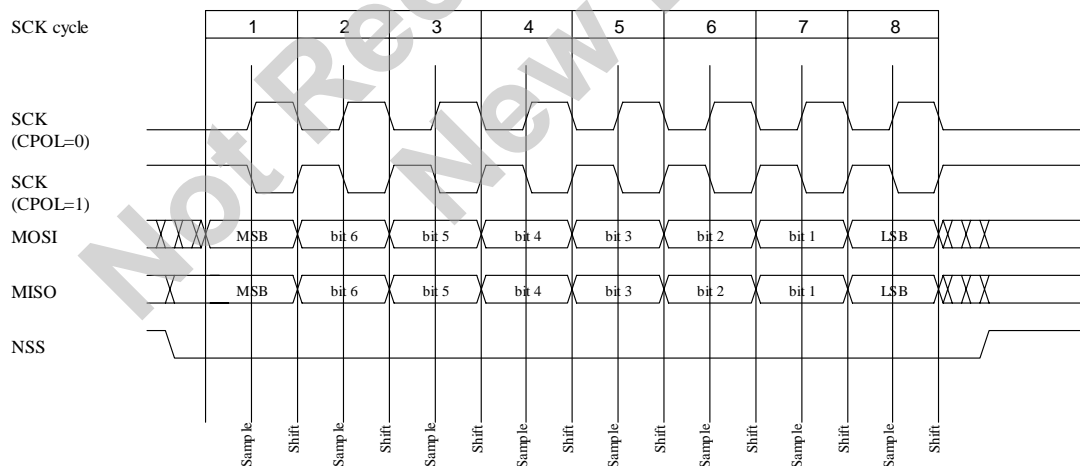 SCK cycle 1 2 3 4 5 6 7 8
SCK
(CPOL=0)
SCK
(CPOL=1)
MOSI MSB bit 6 bit 5 bit 4 bit 3 bit 2 bit 1 LSB
MISO MSB bit 6 bit 5 bit 4 bit 3 bit 2 bit 1 LSB
NSS
Sample Shift Sample Shift Sample Shift Sample Shift Sample Shift Sample Shift Sample Shift Sample Shift
Not
New